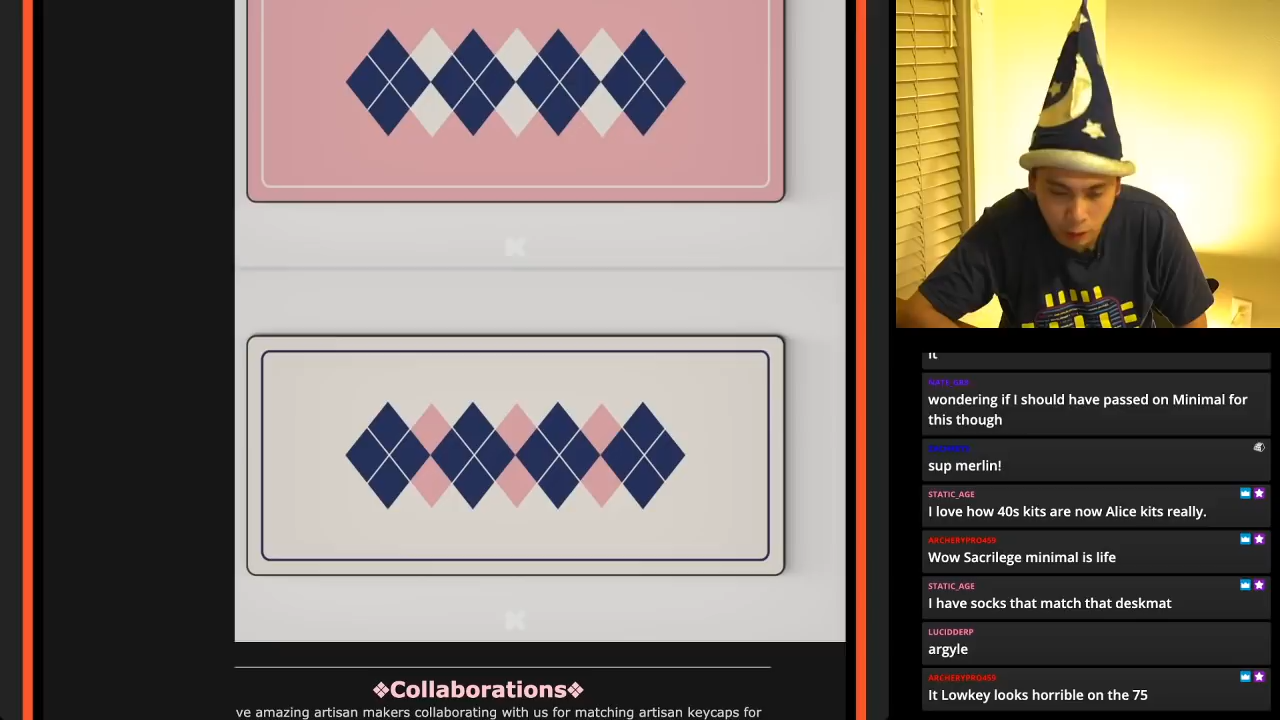 ❖Collaborations❖
ve amazing artisan makers collaborating with us for matching artisan keycaps for
it
wondering if I should have passed on Minimal for
this though
sup merlin!
STATIC_AGE
I love how 40s kits are now Alice kits really.
ARCHERYPRO459
Wow Sacrilege minimal is life
STATIC_AGE
I have socks that match that deskmat
LUCIDDERP
argyle
ARCHERYPRO459
It Lowkey looks horrible on the 75